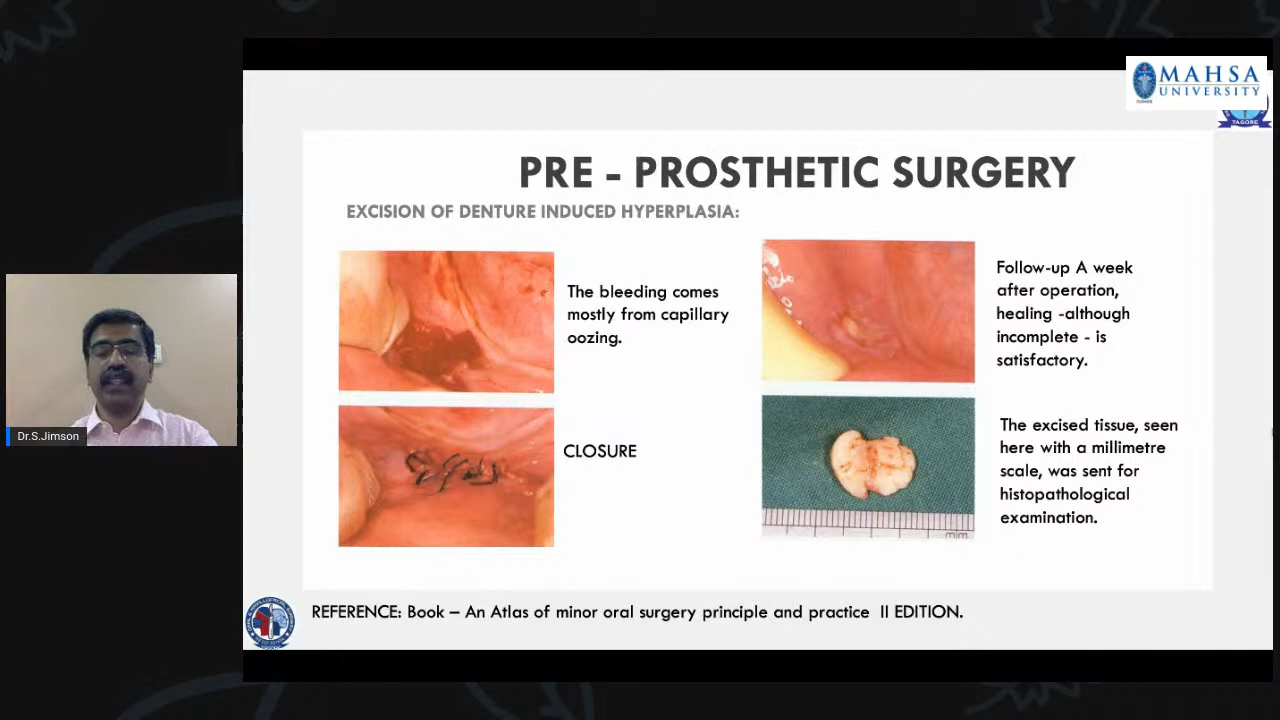 MAHSA
UNIVERSITY
TAGORE
PRE - PROSTHETIC SURGERY
EXCISION OF DENTURE INDUCED HYPERPLASIA:
The bleeding comes
mostly from capillary
oozing.
Follow-up A week
after operation,
healing -although
incomplete - is
satisfactory.
CLOSURE
The excised tissue, seen
here with a millimetre
scale, was sent for
histopathological
examination.
mm
Dr.S.Jimson
REFERENCE: Book – An Atlas of minor oral surgery principle and practice II EDITION.